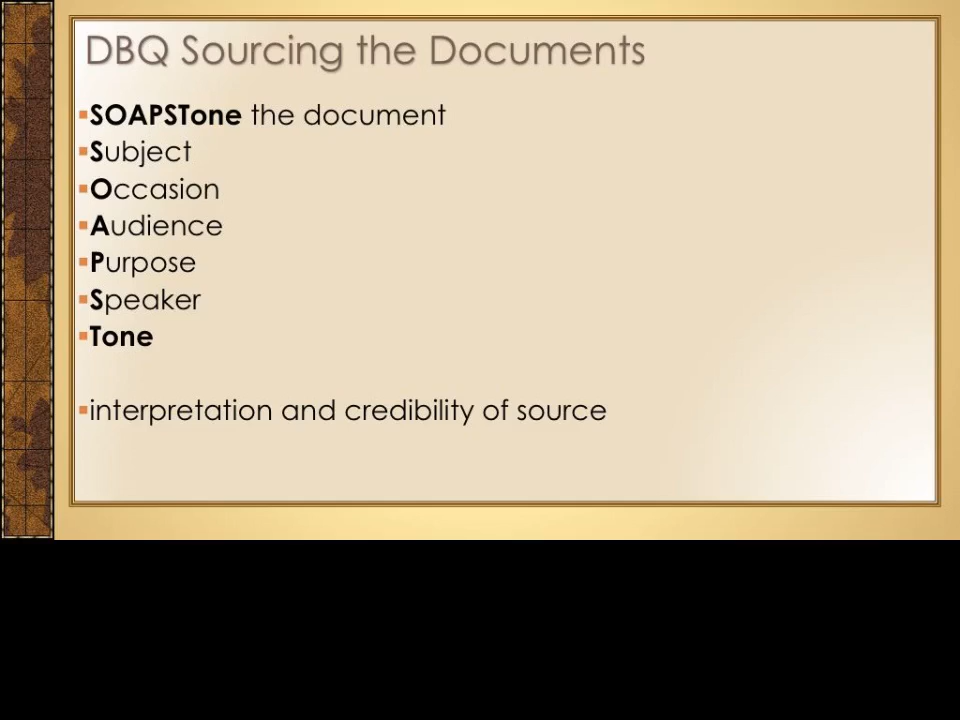 DBQ Sourcing the Documents
▪SOAPSTone the document
▪Subject
▪Occasion
▪Audience
▪Purpose
▪Speaker
▪Tone
▪interpretation and credibility of source